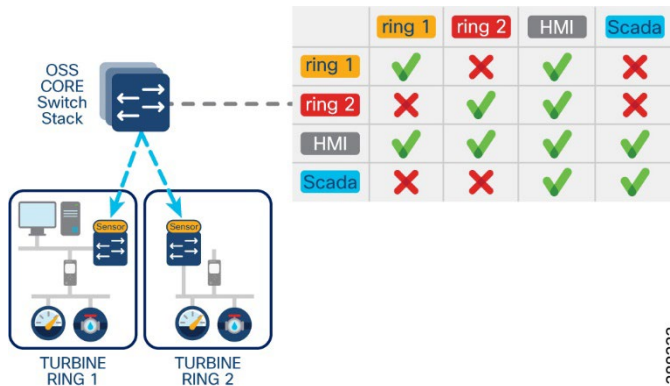 ring 1 ring 2 HMI Scada
OSS
CORE
Switch
Stack
ring 1
ring 2
HMI
Scada
Sensor
Sensor
TURBINE
RING 1
TURBINE
RING 2